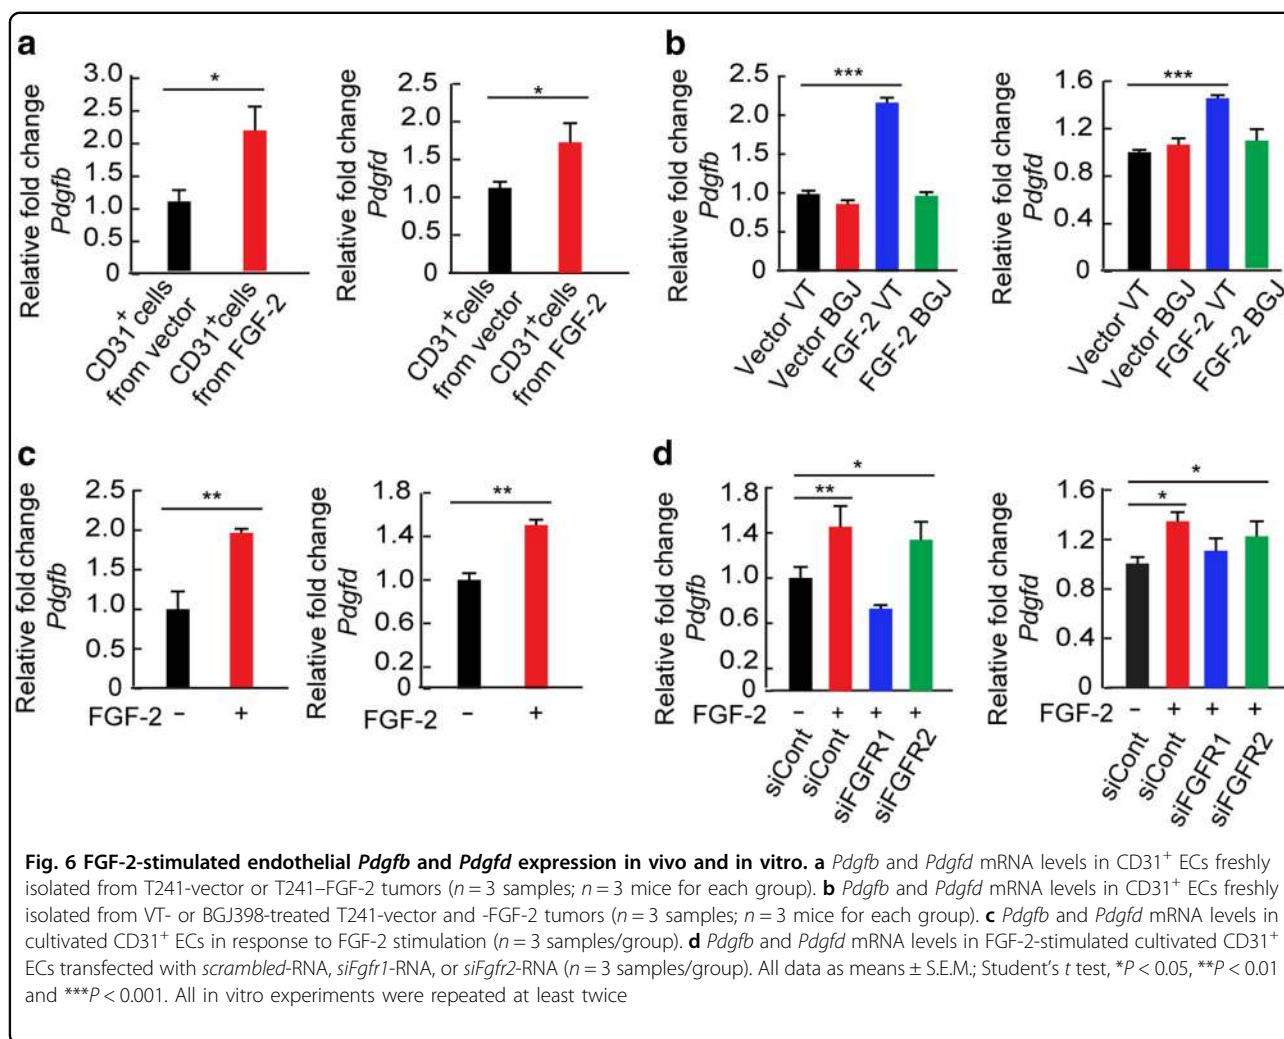 a
Relative fold change
Pdgfb
3.0
2.5
2.0
1.5
1.0
0.5
0
*
CD31+ cells
from vector
CD31+ cells
from FGF-2
Relative fold change
Pdgfd
2.5
2.0
1.5
1.0
0.5
0
*
CD31+ cells
from vector
CD31+ cells
from FGF-2
b
Relative fold change
Pdgfb
2.5
2.0
1.5
1.0
0.5
0
***
Vector VT
Vector BGJ
FGF-2 VT
FGF-2 BGJ
Relative fold change
Pdgfd
1.6
1.2
0.8
0.4
0
***
Vector VT
Vector BGJ
FGF-2 VT
FGF-2 BGJ
c
Relative fold change
Pdgfb
2.5
2.0
1.5
1.0
0.5
0
**
FGF-2 − +
Relative fold change
Pdgfd
1.8
1.4
1.0
0.6
0.2
0
**
FGF-2 − +
d
Relative fold change
Pdgfb
1.8
1.4
1.0
0.6
0.2
0
*
**
FGF-2 − + + +
siCont
siCont
siFGFR1
siFGFR2
Relative fold change
Pdgfd
1.6
1.2
0.8
0.4
0
*
*
FGF-2 − + + +
siCont
siCont
siFGFR1
siFGFR2
Fig. 6 FGF-2-stimulated endothelial Pdgfb and Pdgfd expression in vivo and in vitro. a Pdgfb and Pdgfd mRNA levels in CD31+ ECs freshly
isolated from T241-vector or T241–FGF-2 tumors (n = 3 samples; n = 3 mice for each group). b Pdgfb and Pdgfd mRNA levels in CD31+ ECs freshly
isolated from VT- or BGJ398-treated T241-vector and -FGF-2 tumors (n = 3 samples; n = 3 mice for each group). c Pdgfb and Pdgfd mRNA levels in
cultivated CD31+ ECs in response to FGF-2 stimulation (n = 3 samples/group). d Pdgfb and Pdgfd mRNA levels in FGF-2-stimulated cultivated CD31+
ECs transfected with scrambled-RNA, siFgfr1-RNA, or siFgfr2-RNA (n = 3 samples/group). All data as means ± S.E.M.; Student's t test, *P < 0.05, **P < 0.01
and ***P < 0.001. All in vitro experiments were repeated at least twice